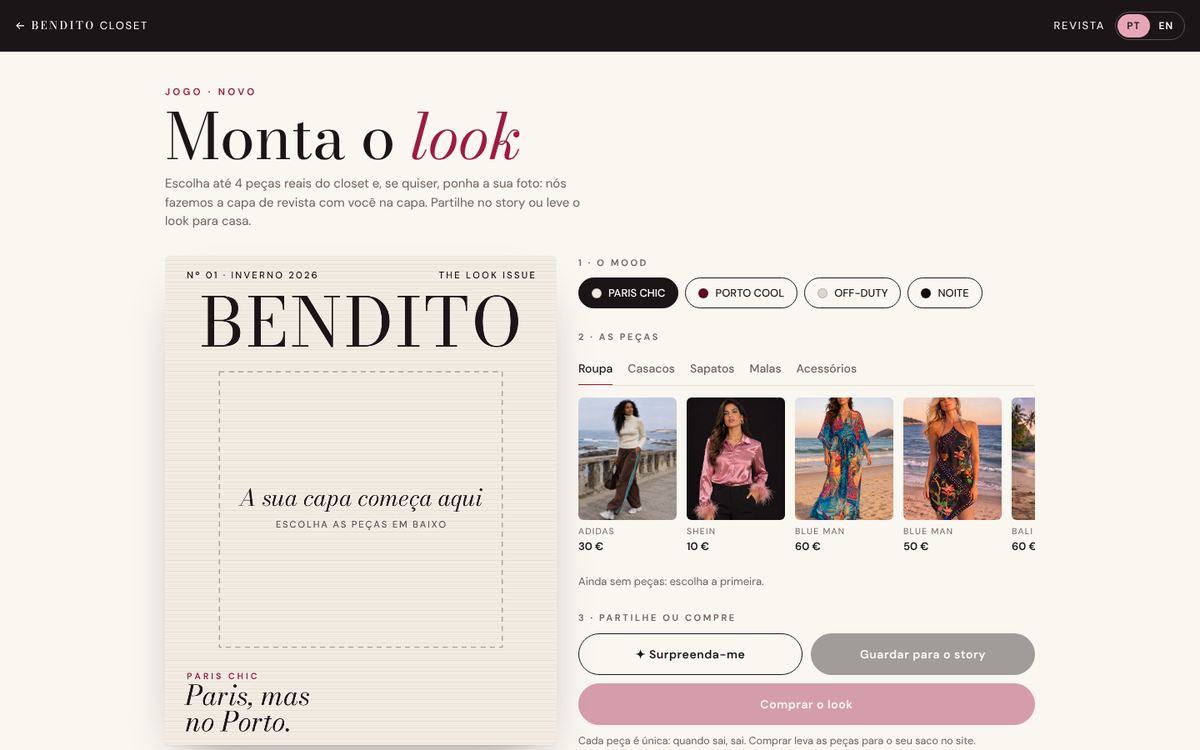 ← BENDITO CLOSET
REVISTA
PT
EN
JOGO · NOVO
Monta o look
Escolha até 4 peças reais do closet e, se quiser, ponha a sua foto: nós
fazemos a capa de revista com você na capa. Partilhe no story ou leve o
look para casa.
Nº 01 · INVERNO 2026
THE LOOK ISSUE
BENDITO
A sua capa começa aqui
ESCOLHA AS PEÇAS EM BAIXO
PARIS CHIC
Paris, mas
no Porto.
1 · O MOOD
PARIS CHIC
PORTO COOL
OFF-DUTY
NOITE
2 · AS PEÇAS
Roupa
Casacos
Sapatos
Malas
Acessórios
ADIDAS
30 €
SHEIN
10 €
BLUE MAN
60 €
BLUE MAN
50 €
BALI
60 €
Ainda sem peças: escolha a primeira.
3 · PARTILHE OU COMPRE
✦ Surpreenda-me
Guardar para o story
Comprar o look
Cada peça é única: quando sai, sai. Comprar leva as peças para o seu saco no site.